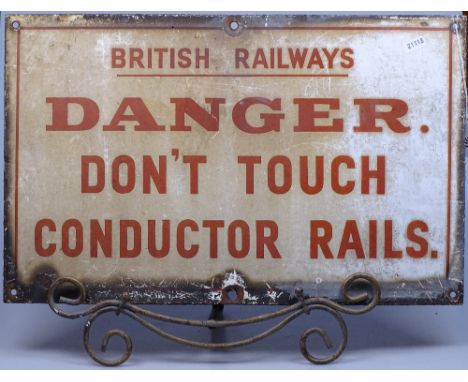 BRITISH RAILWAYS
DANGER.
DON'T TOUCH
CONDUCTOR RAILS.